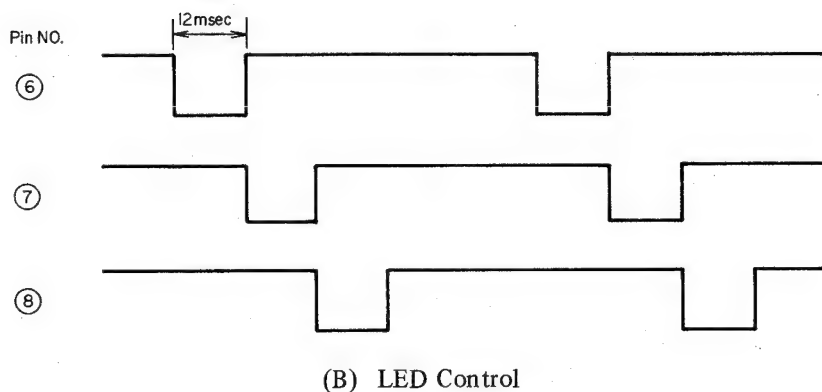 12msec
Pin NO.
⑥
⑦
⑧
(B) LED Control